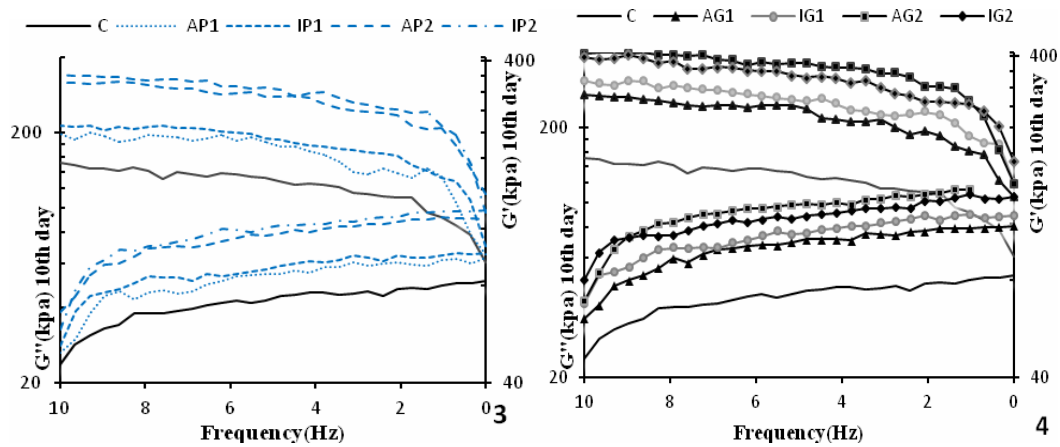 C AP1 IP1 AP2 IP2
G''(kpa) 10th day
200
20
400
40
G'(kpa) 10th day
10 8 6 4 2 0
Frequency(Hz)
3
C AG1 IG1 AG2 IG2
G''(kpa) 10th day
200
20
400
40
G'(kpa) 10th day
10 8 6 4 2 0
Frequency(Hz)
4